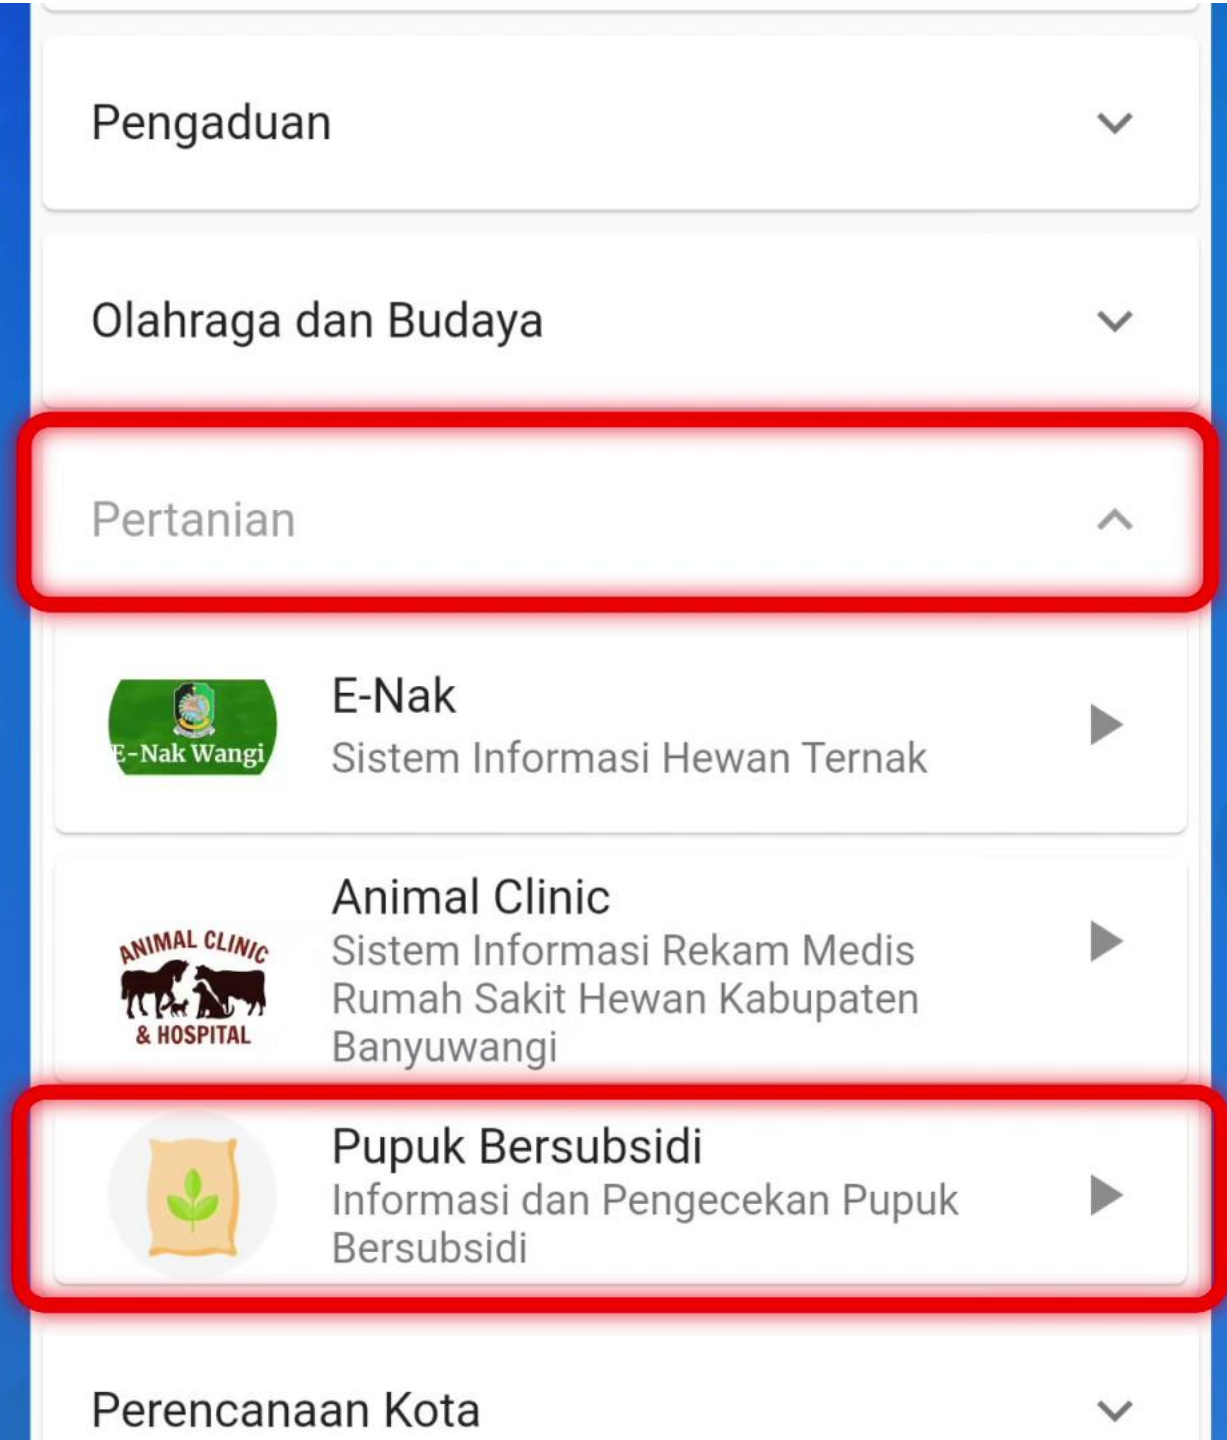 Pengaduan
Olahraga dan Budaya
Pertanian
E-Nak Wangi
E-Nak
Sistem Informasi Hewan Ternak
ANIMAL CLINIC
& HOSPITAL
Animal Clinic
Sistem Informasi Rekam Medis
Rumah Sakit Hewan Kabupaten
Banyuwangi
Pupuk Bersubsidi
Informasi dan Pengecekan Pupuk
Bersubsidi
Perencanaan Kota